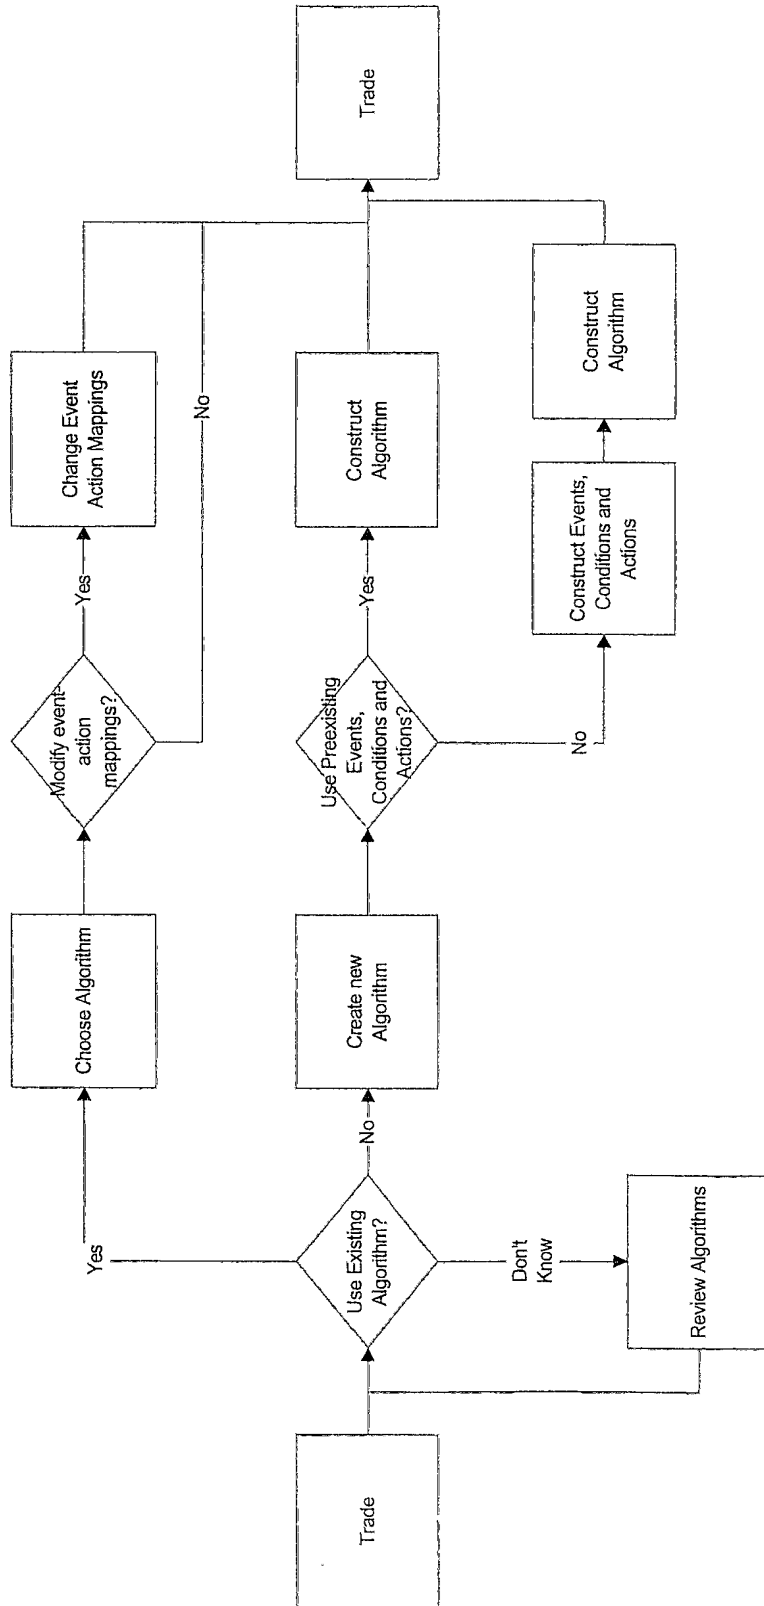 Trade
Use Existing
Algorithm?
Yes
No
Don't
Know
Review Algorithms
Choose Algorithm
Create new
Algorithm
Modify event-
action
mappings?
Yes
No
Use Preexisting
Events,
Conditions and
Actions?
Yes
No
Change Event
Action Mappings
Construct
Algorithm
Construct Events,
Conditions and
Actions
Construct
Algorithm
Trade